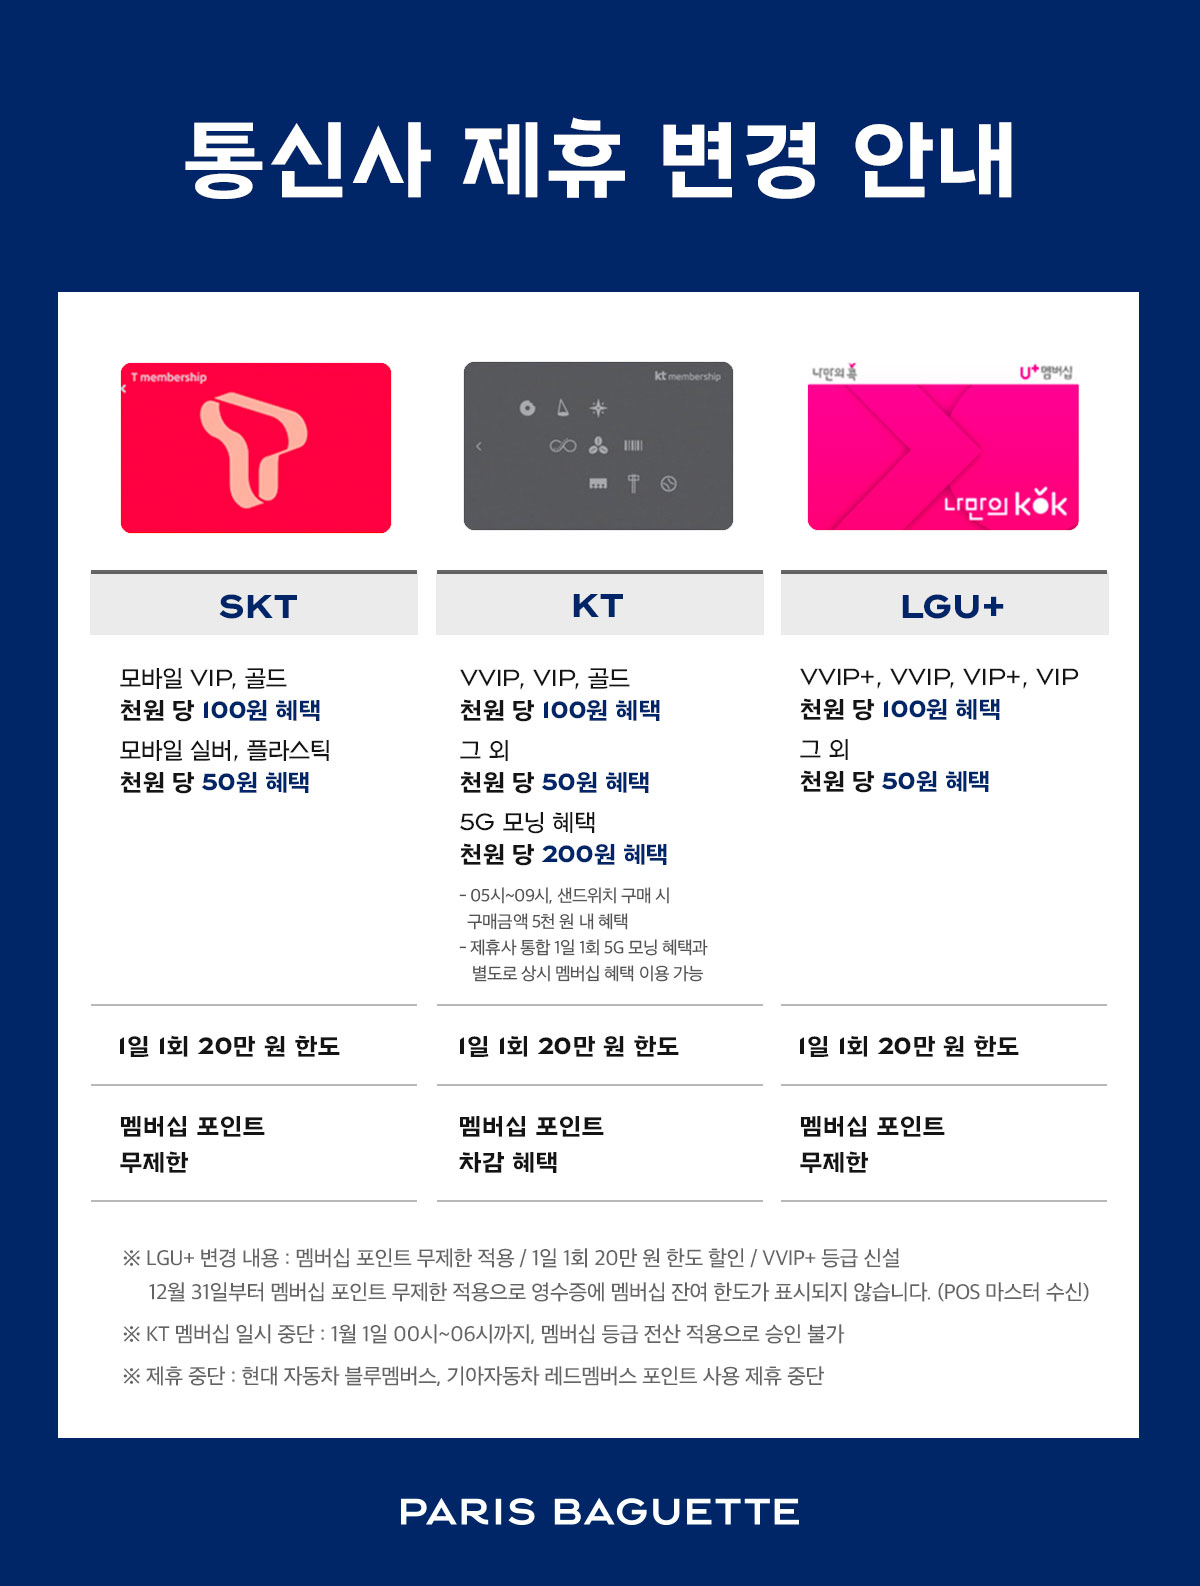 통신사 제휴 변경 안내
T membership
kt membership
나만의 콕 U+멤버십
나만의 kok
SKT
모바일 VIP, 골드
천원 당 100원 혜택
모바일 실버, 플라스틱
천원 당 50원 혜택
1일 1회 20만 원 한도
멤버십 포인트
무제한
KT
VVIP, VIP, 골드
천원 당 100원 혜택
그 외
천원 당 50원 혜택
5G 모닝 혜택
천원 당 200원 혜택
- 05시~09시, 샌드위치 구매 시
구매금액 5천 원 내 혜택
- 제휴사 통합 1일 1회 5G 모닝 혜택과
별도로 상시 멤버십 혜택 이용 가능
1일 1회 20만 원 한도
멤버십 포인트
차감 혜택
LGU+
VVIP+, VVIP, VIP+, VIP
천원 당 100원 혜택
그 외
천원 당 50원 혜택
1일 1회 20만 원 한도
멤버십 포인트
무제한
※ LGU+ 변경 내용 : 멤버십 포인트 무제한 적용 / 1일 1회 20만 원 한도 할인 / VVIP+ 등급 신설
12월 31일부터 멤버십 포인트 무제한 적용으로 영수증에 멤버십 잔여 한도가 표시되지 않습니다. (POS 마스터 수신)
※ KT 멤버십 일시 중단 : 1월 1일 00시~06시까지, 멤버십 등급 전산 적용으로 승인 불가
※ 제휴 중단 : 현대 자동차 블루멤버스, 기아자동차 레드멤버스 포인트 사용 제휴 중단
PARIS BAGUETTE